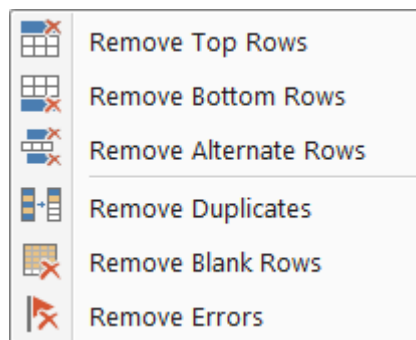 Remove Top Rows
Remove Bottom Rows
Remove Alternate Rows
Remove Duplicates
Remove Blank Rows
Remove Errors